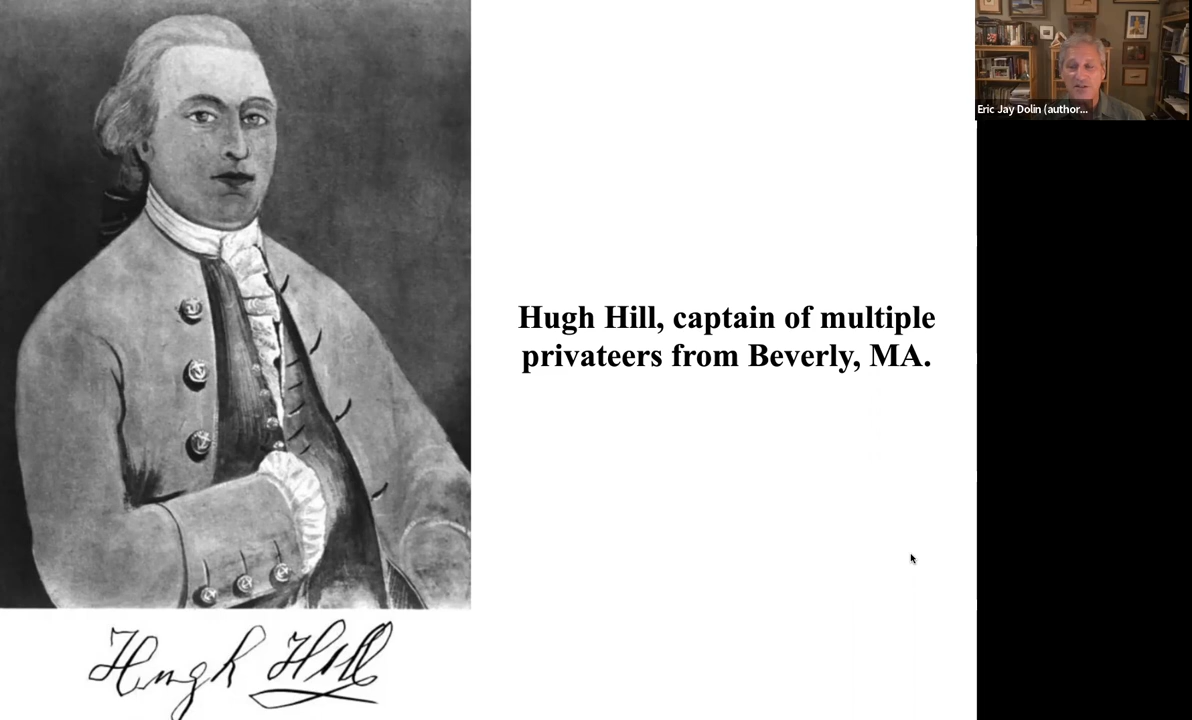 Hugh Hill, captain of multiple
privateers from Beverly, MA.
Eric Jay Dolin (author...
Hugh Hill